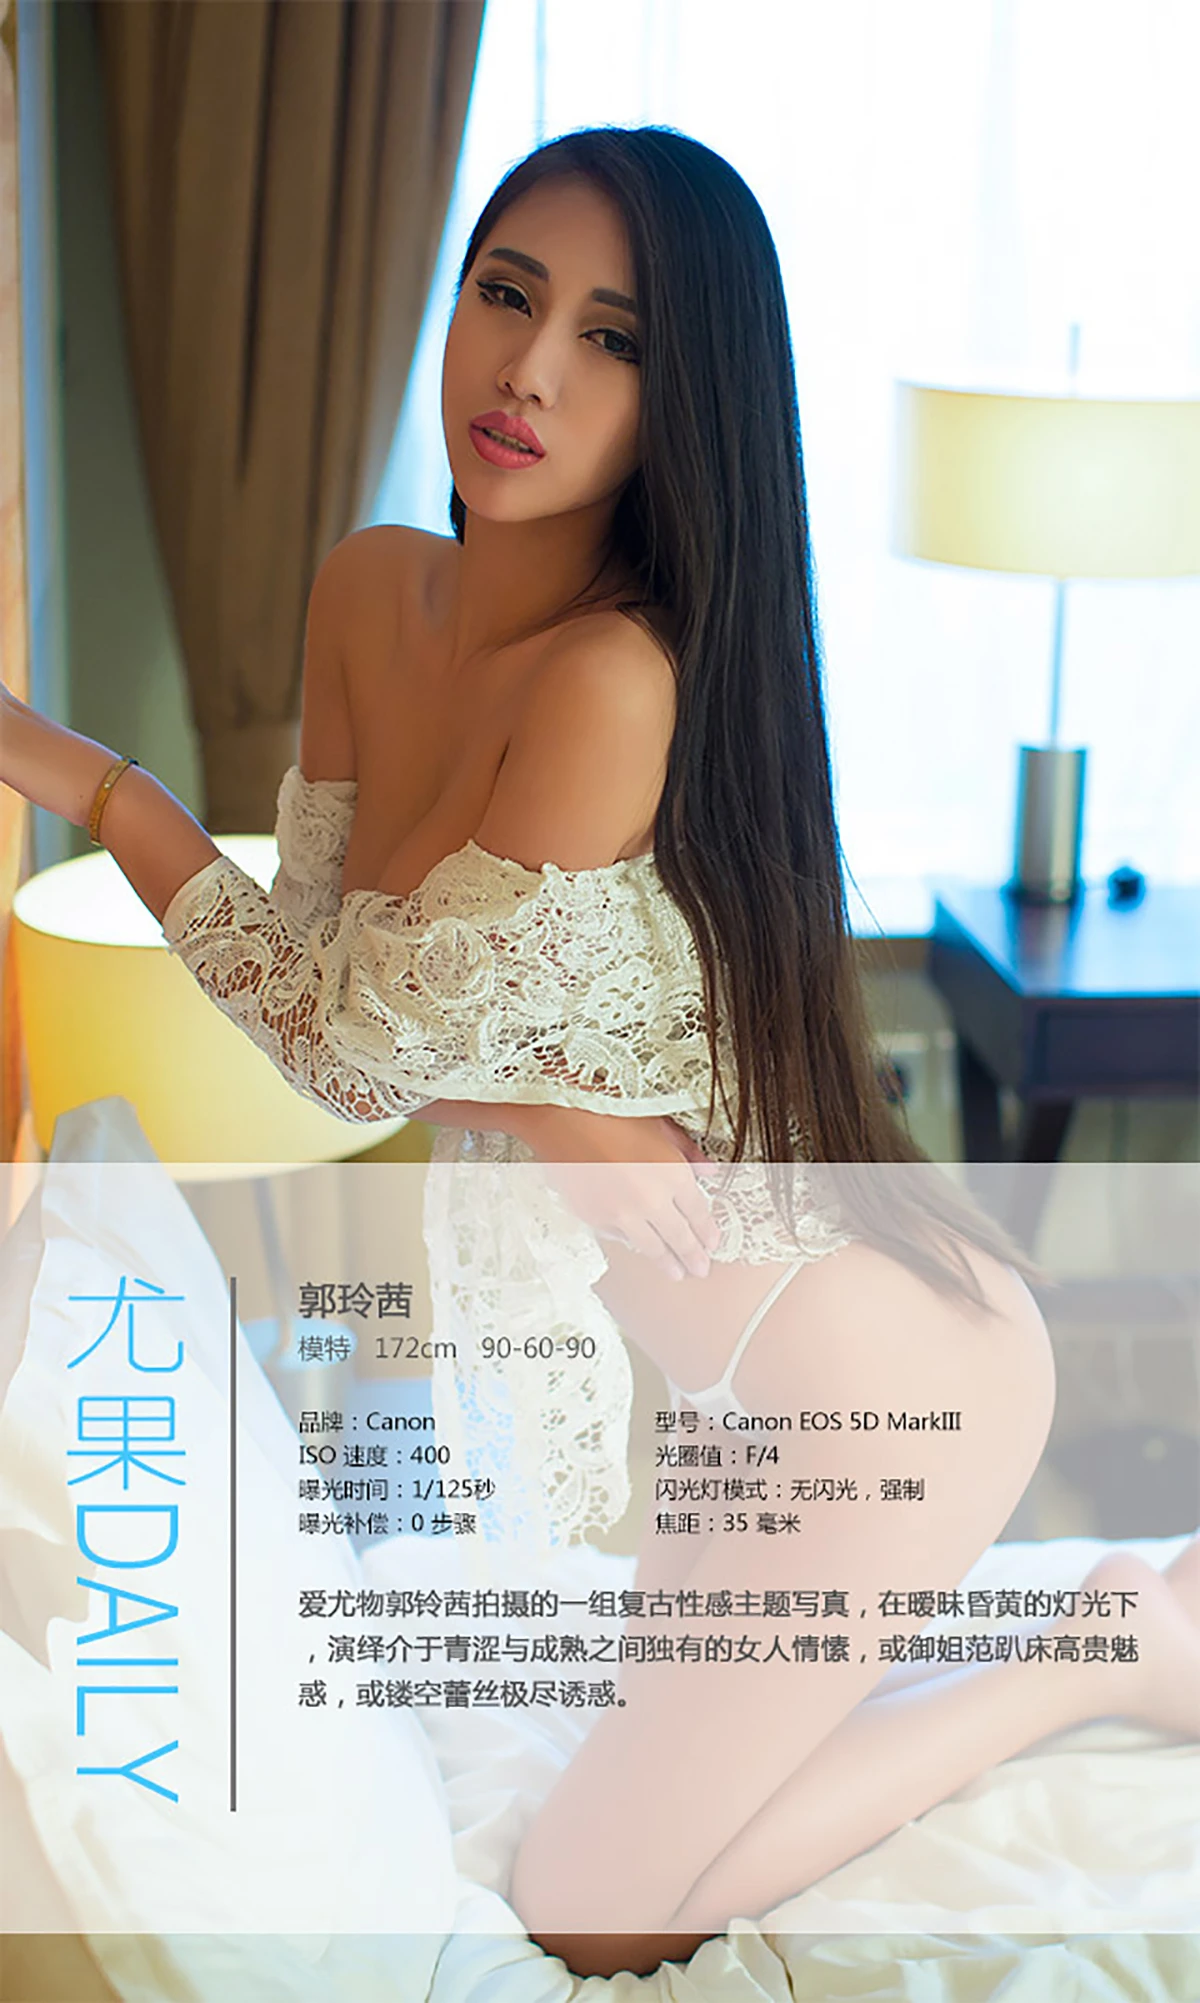 尤果DAILY
郭玲茜
模特 172cm 90-60-90
品牌：Canon 型号：Canon EOS 5D MarkIII
ISO 速度：400 光圈值：F/4
曝光时间：1/125秒 闪光灯模式：无闪光，强制
曝光补偿：0 步骤 焦距：35 毫米
爱尤物郭铃茜拍摄的一组复古性感主题写真，在暧昧昏黄的灯光下
，演绎介于青涩与成熟之间独有的女人情愫，或御姐范趴床高贵魅
惑，或镂空蕾丝极尽诱惑。